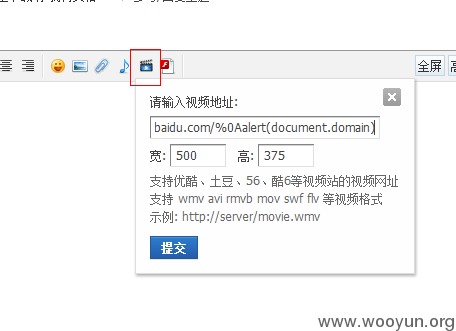 全屏
请输入视频地址:
baidu.com/%0Aalert(document.domain)
宽: 500 高: 375
支持优酷、土豆、56、酷6等视频站的视频网址
支持 wmv avi rmvb mov swf flv 等视频格式
示例: http://server/movie.wmv
提交
www.wooyun.org